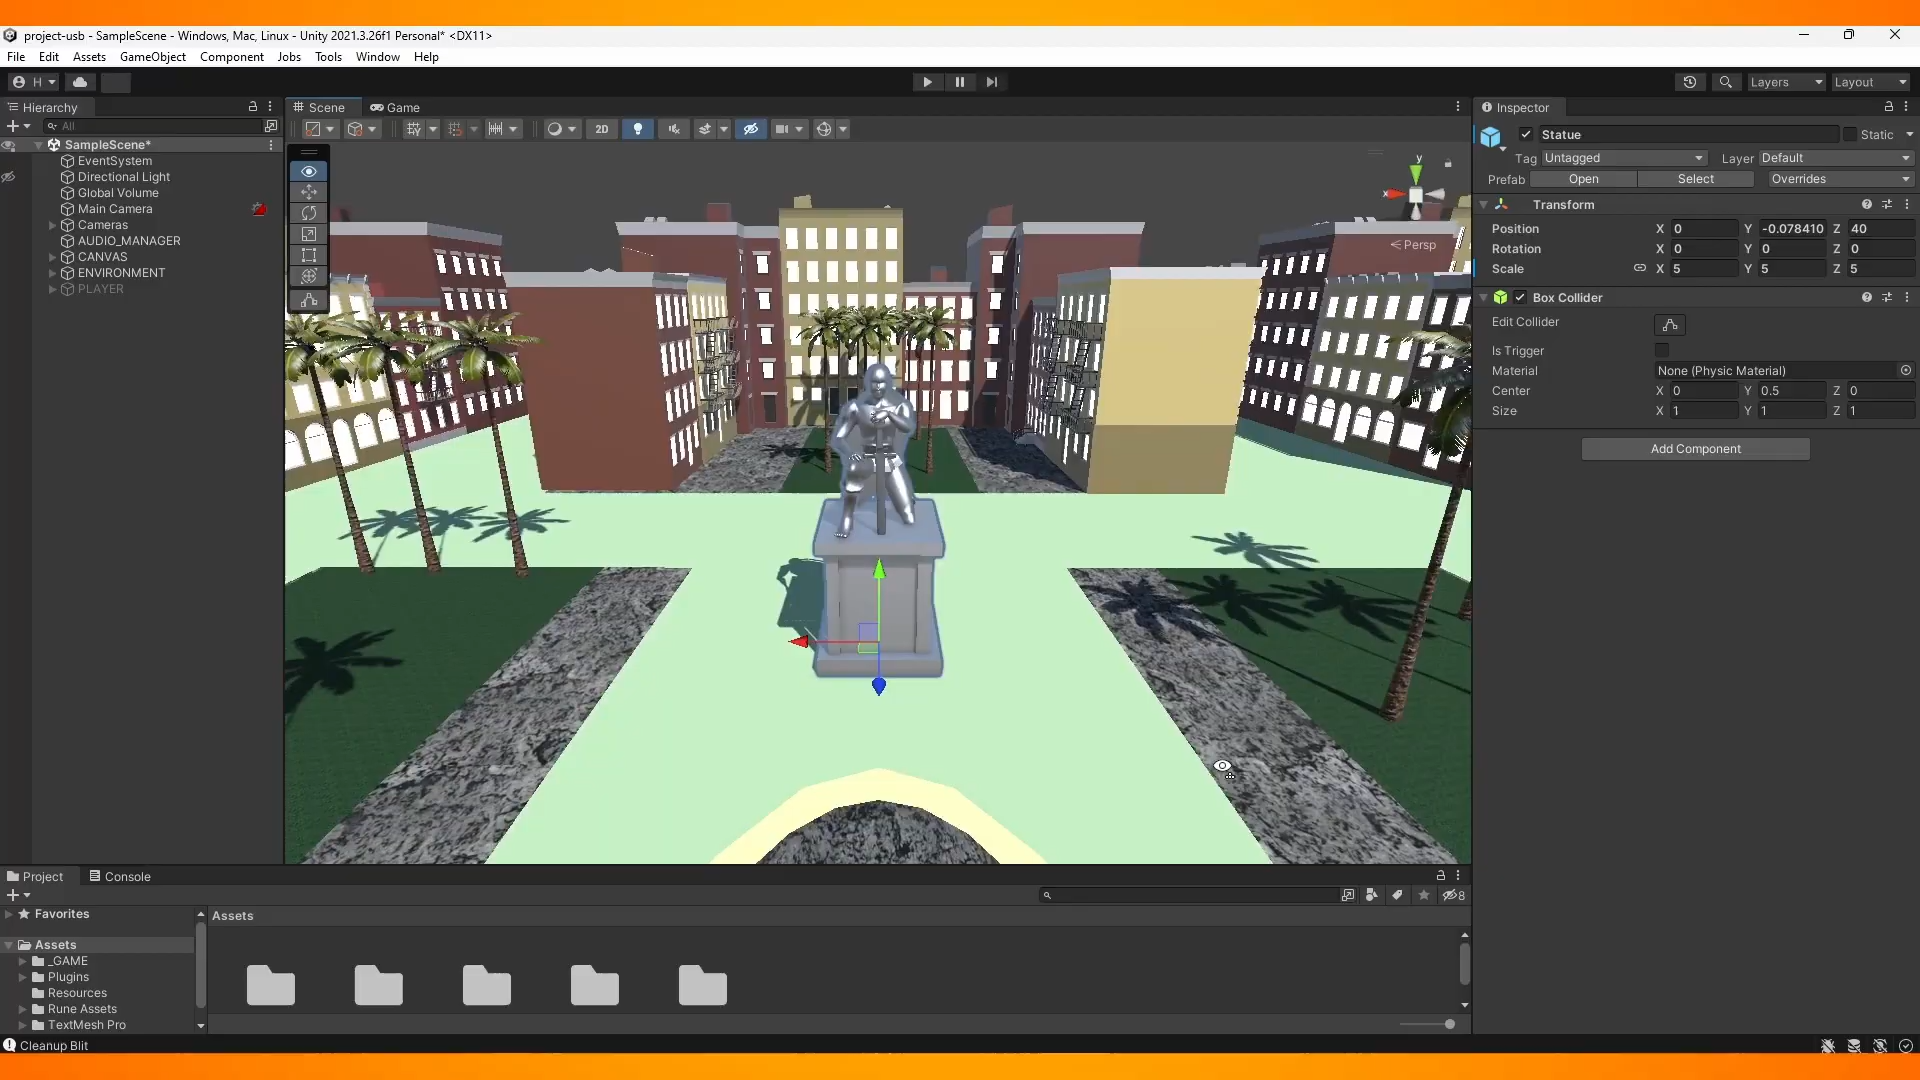 project-usb - SampleScene - Windows, Mac, Linux - Unity 2021.3.26f1 Personal* <DX11>
File Edit Assets GameObject Component Jobs Tools Window Help
H Layers Layout
Hierarchy
All
SampleScene*
EventSystem
Directional Light
Global Volume
Main Camera
Cameras
AUDIO_MANAGER
CANVAS
ENVIRONMENT
PLAYER
Scene Game
2D
y
x
Persp
Inspector
Statue Static
Tag Untagged Layer Default
Prefab Open Select Overrides
Transform
Position X 0 Y -0.078410 Z 40
Rotation X 0 Y 0 Z 0
Scale X 5 Y 5 Z 5
Box Collider
Edit Collider
Is Trigger
Material None (Physic Material)
Center X 0 Y 0.5 Z 0
Size X 1 Y 1 Z 1
Add Component
Project Console
8
Favorites
Assets
_GAME
Plugins
Resources
Rune Assets
TextMesh Pro
Assets
Cleanup Blit